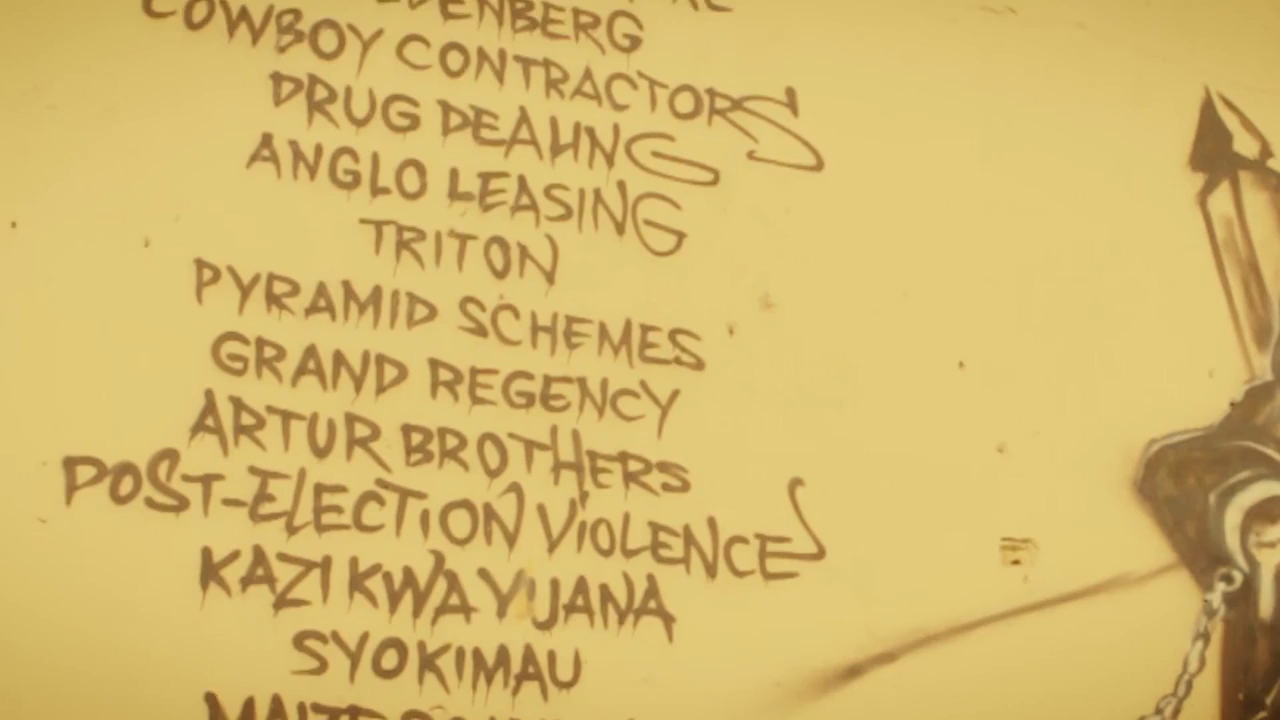 COWBOY CONTRACTORS
DRUG DEALING
ANGLO LEASING
TRITON
PYRAMID SCHEMES
GRAND REGENCY
ARTUR BROTHERS
POST-ELECTION VIOLENCE
KAZI KWA VIJANA
SYOKIMAU